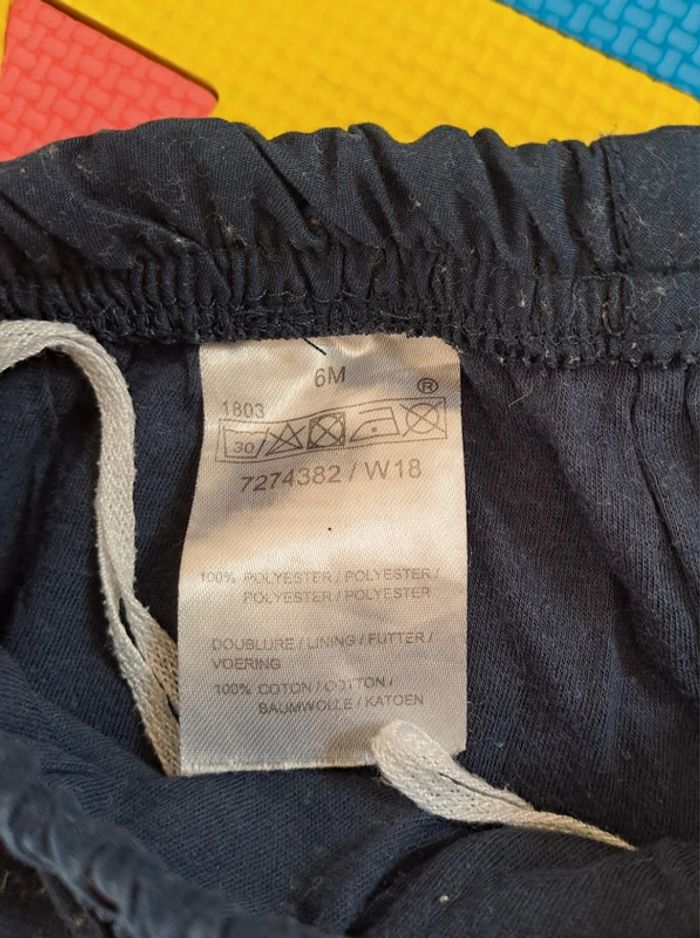 6M
®
1803
30
7274382 / W18
100% POLYESTER / POLYESTER /
POLYESTER / POLYESTER
DOUBLURE / LINING / FUTTER /
VOERING
100% COTON / COTTON /
BAUMWOLLE / KATOEN